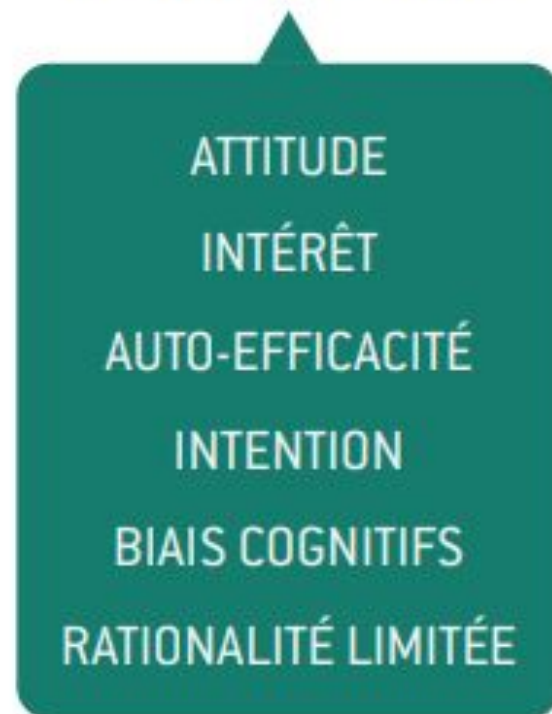 ATTITUDE
INTÉRÊT
AUTO-EFFICACITÉ
INTENTION
BIAIS COGNITIFS
RATIONALITÉ LIMITÉE